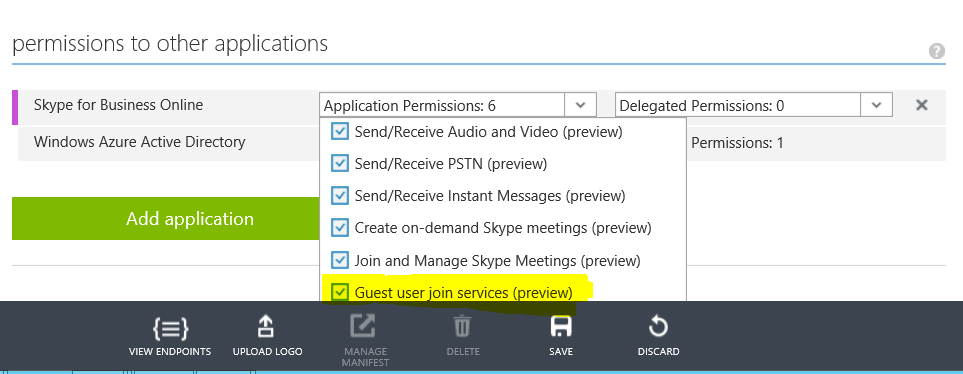 permissions to other applications
?
Skype for Business Online
Application Permissions: 6
Delegated Permissions: 0
Send/Receive Audio and Video (preview)
Windows Azure Active Directory
Permissions: 1
Send/Receive PSTN (preview)
Send/Receive Instant Messages (preview)
Add application
Create on-demand Skype meetings (preview)
Join and Manage Skype Meetings (preview)
Guest user join services (preview)
VIEW ENDPOINTS
UPLOAD LOGO
MANAGE
MANIFEST
DELETE
SAVE
DISCARD